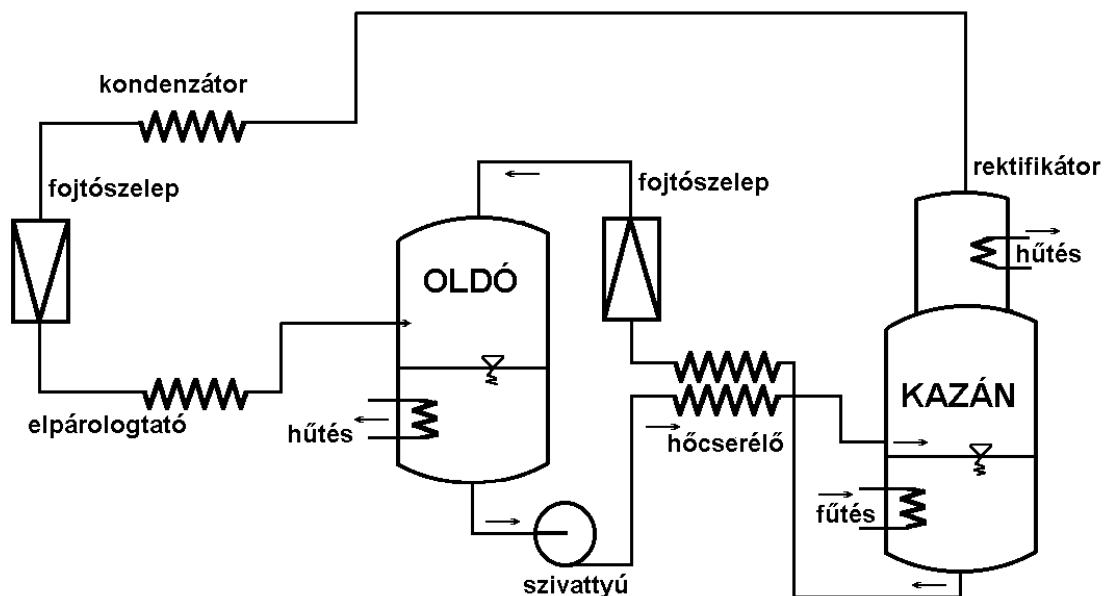 kondenzátor
rektifikátor
fojtószelep
fojtószelep
hűtés
OLDÓ
KAZÁN
elpárologtató
hűtés
hőcserélő
fűtés
szivattyú